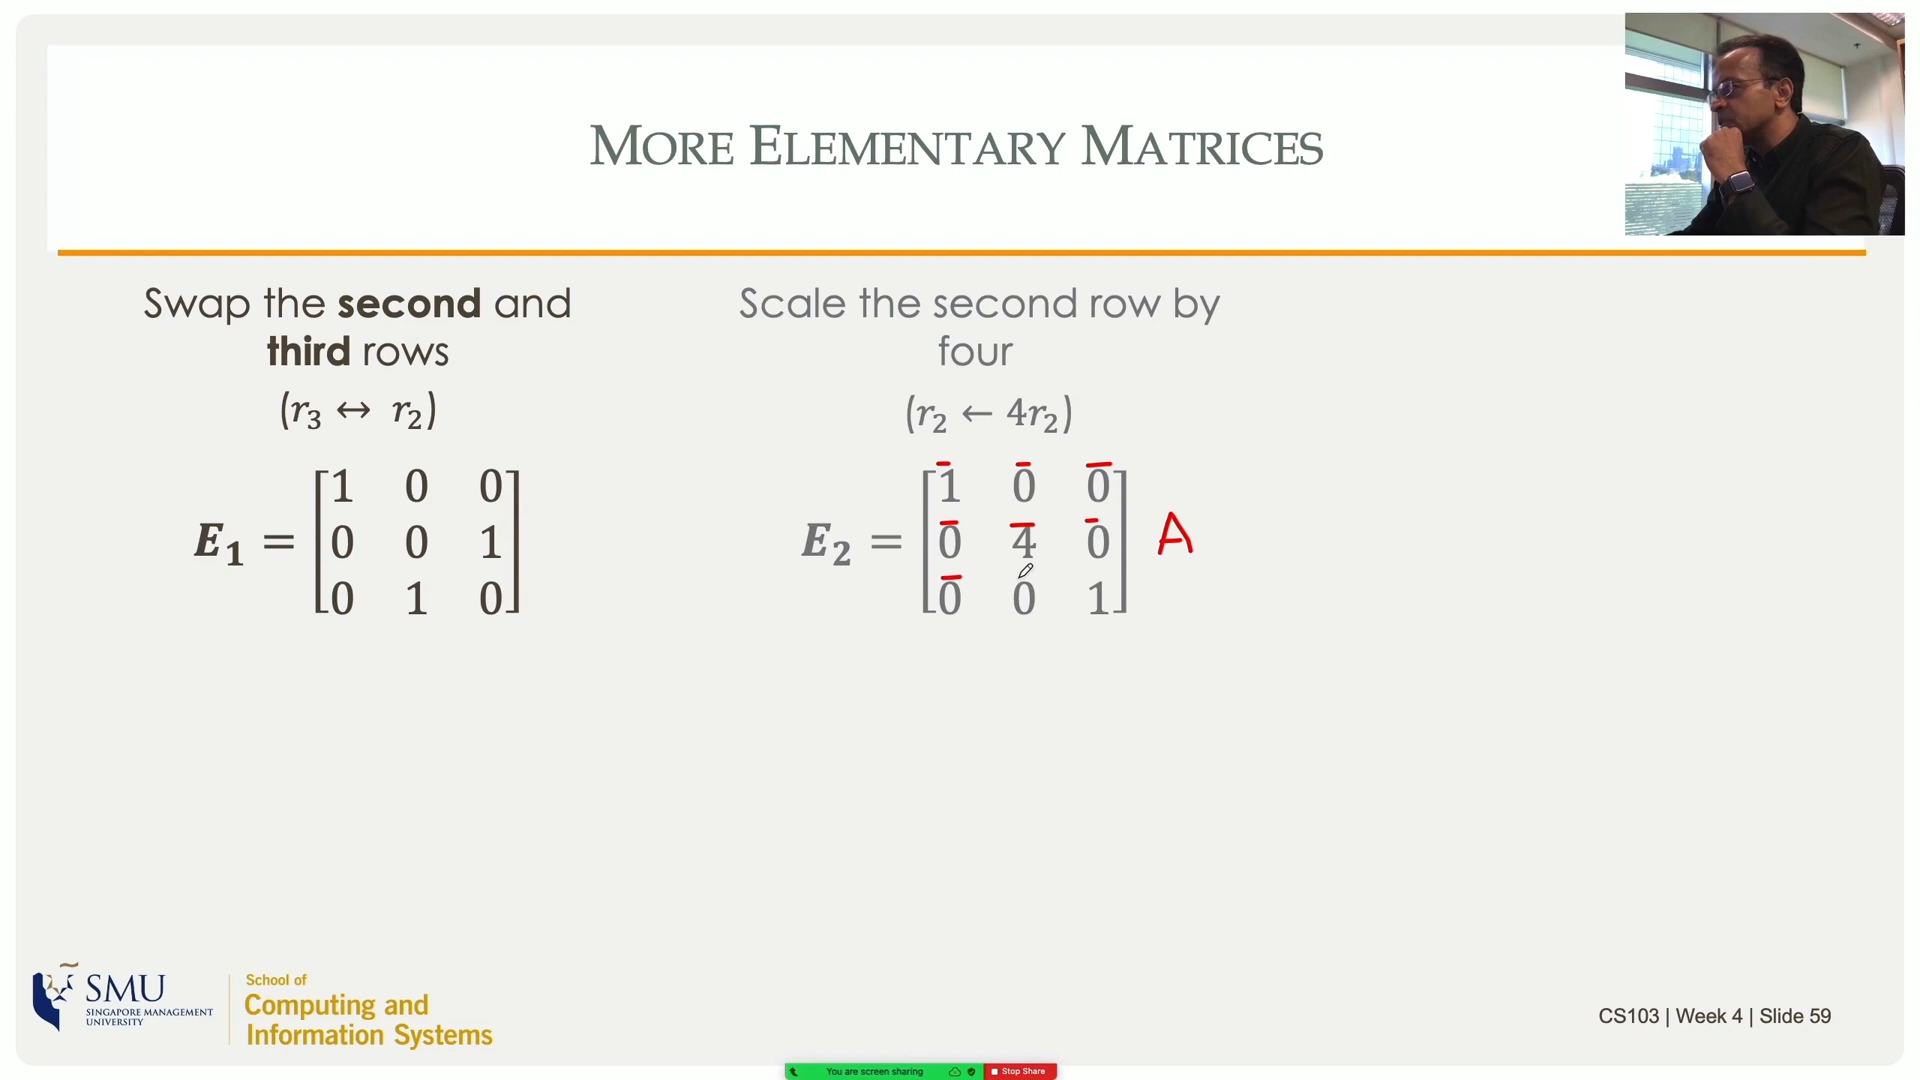 MORE ELEMENTARY MATRICES
Swap the second and
third rows
(r₃ ↔ r₂)
E₁ = [1 0 0
0 0 1
0 1 0]
Scale the second row by
four
(r₂ ← 4r₂)
E₂ = [1 0 0
0 4 0
0 0 1] A
SMU
SINGAPORE MANAGEMENT
UNIVERSITY
School of
Computing and
Information Systems
CS103 | Week 4 | Slide 59
You are screen sharing
Stop Share